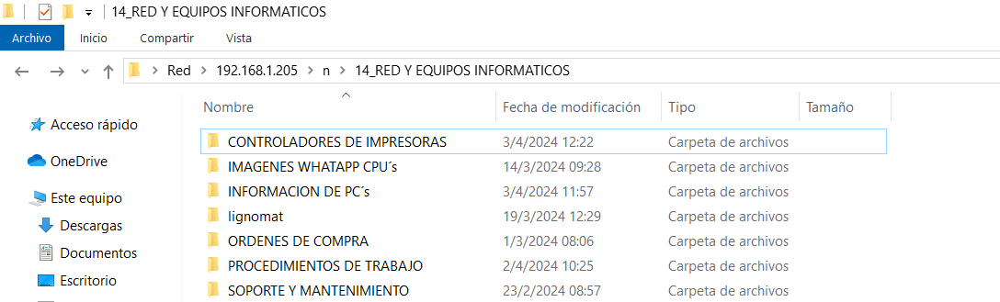 14_RED Y EQUIPOS INFORMATICOS
Archivo Inicio Compartir Vista
Red 192.168.1.205 n 14_RED Y EQUIPOS INFORMATICOS
Nombre Fecha de modificación Tipo Tamaño
Acceso rápido
OneDrive
Este equipo
Descargas
Documentos
Escritorio
CONTROLADORES DE IMPRESORAS 3/4/2024 12:22 Carpeta de archivos
IMAGENES WHATAPP CPU´s 14/3/2024 09:28 Carpeta de archivos
INFORMACION DE PC´s 3/4/2024 11:57 Carpeta de archivos
lignomat 19/3/2024 12:29 Carpeta de archivos
ORDENES DE COMPRA 1/3/2024 08:06 Carpeta de archivos
PROCEDIMIENTOS DE TRABAJO 2/4/2024 10:25 Carpeta de archivos
SOPORTE Y MANTENIMIENTO 23/2/2024 08:57 Carpeta de archivos